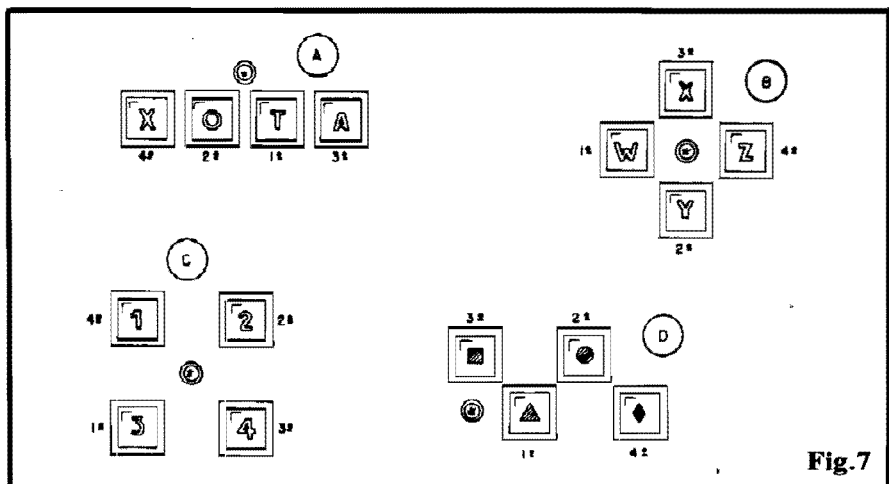 A
X O T A
4º 2º 1º 3º
3º
B
X
1º W Z 4º
Y
2º
C
4º 1 2 2º
1º 3 4 3º
3º 2º
D
1º 4º
Fig.7